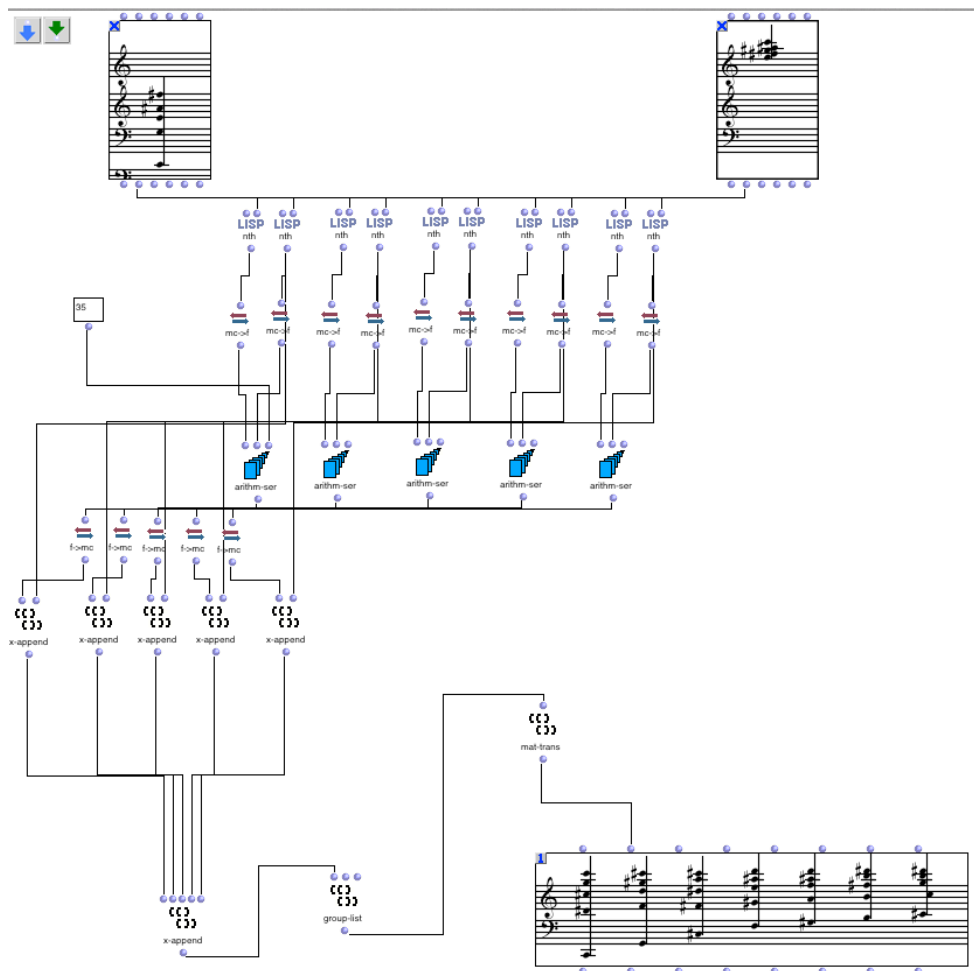 LISP LISP LISP LISP LISP LISP LISP LISP LISP LISP
nth nth nth nth nth nth nth nth nth nth
35
mc->f mc->f mc->f mc->f mc->f mc->f mc->f mc->f mc->f mc->f
arithm-ser arithm-ser arithm-ser arithm-ser arithm-ser
f->mc f->mc f->mc f->mc f->mc
x-append x-append x-append x-append x-append
mat-trans
1
group-list
x-append